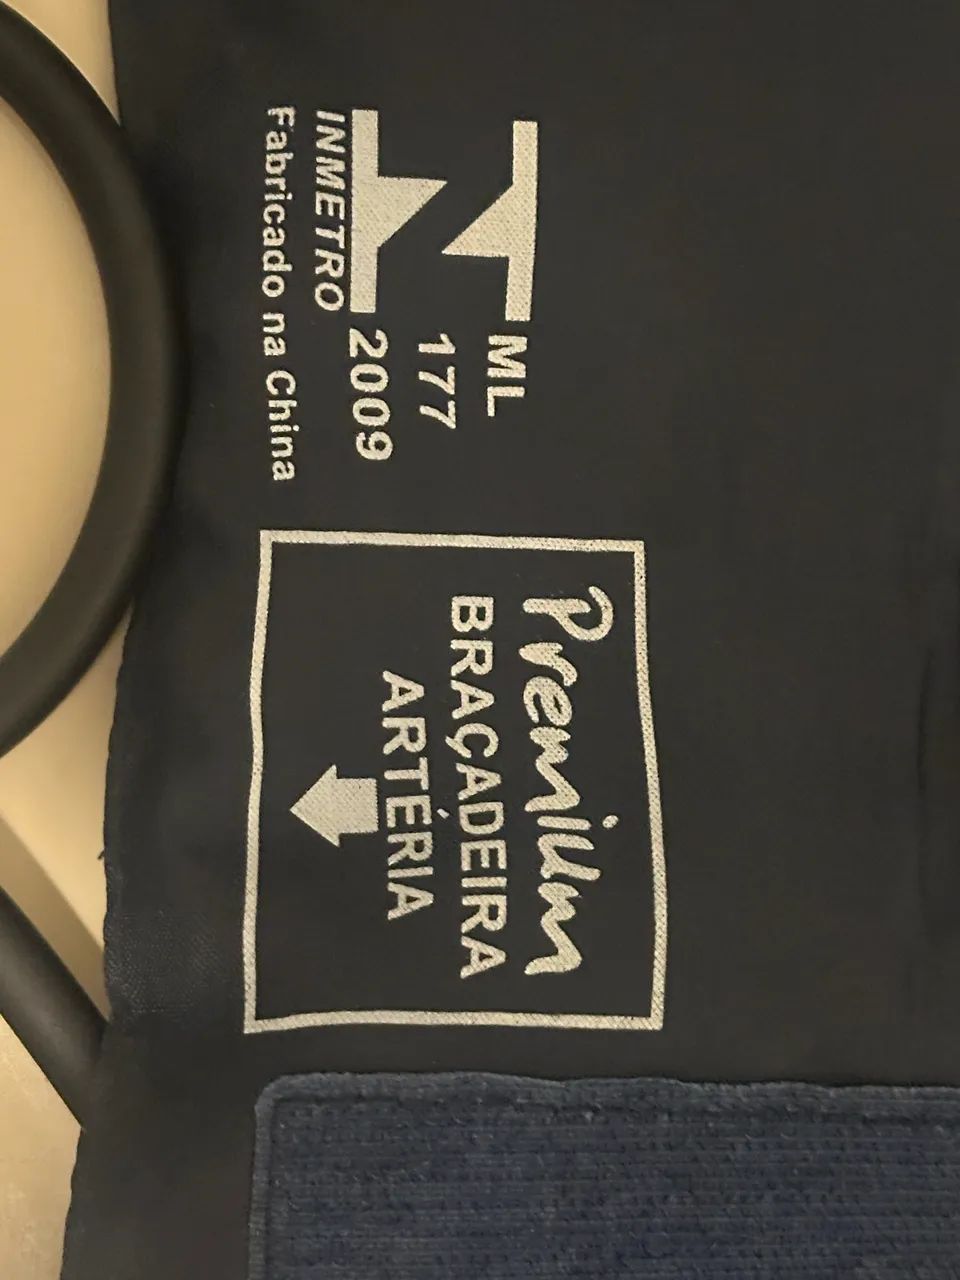 ML
177
2009
INMETRO
Fabricado na China
Premium
BRAÇADEIRA
ARTÉRIA